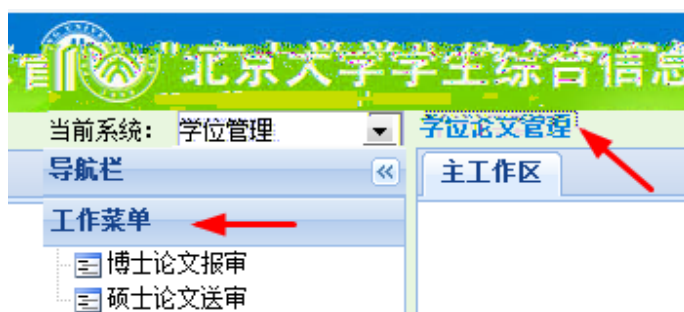 北京大学学生综合信息
当前系统： 学位管理 学位论文管理
导航栏 主工作区
工作菜单
博士论文报审
硕士论文送审